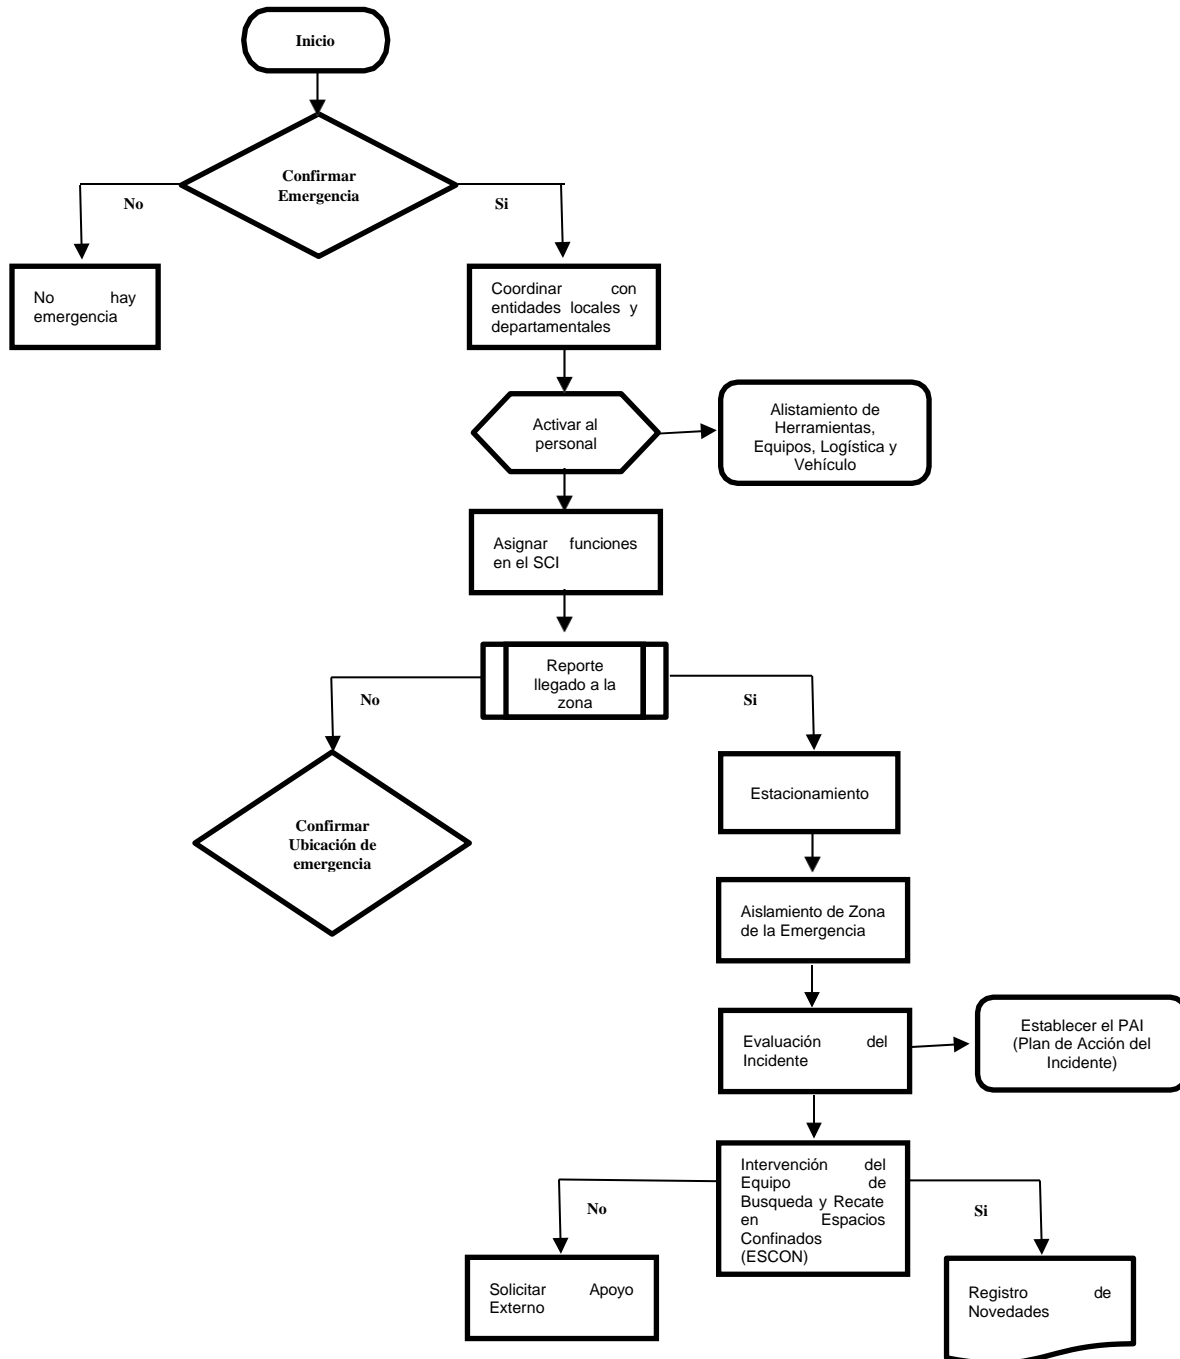 Inicio
Confirmar
Emergencia
No
Si
No hay
emergencia
Coordinar con
entidades locales y
departamentales
Activar al
personal
Alistamiento de
Herramientas,
Equipos, Logística y
Vehículo
Asignar funciones
en el SCI
Reporte
llegado a la
zona
No
Si
Confirmar
Ubicación de
emergencia
Estacionamiento
Aislamiento de Zona
de la Emergencia
Evaluación del
Incidente
Establecer el PAI
(Plan de Acción del
Incidente)
Intervención del
Equipo de
Busqueda y Recate
en Espacios
Confinados
(ESCON)
No
Si
Solicitar Apoyo
Externo
Registro de
Novedades